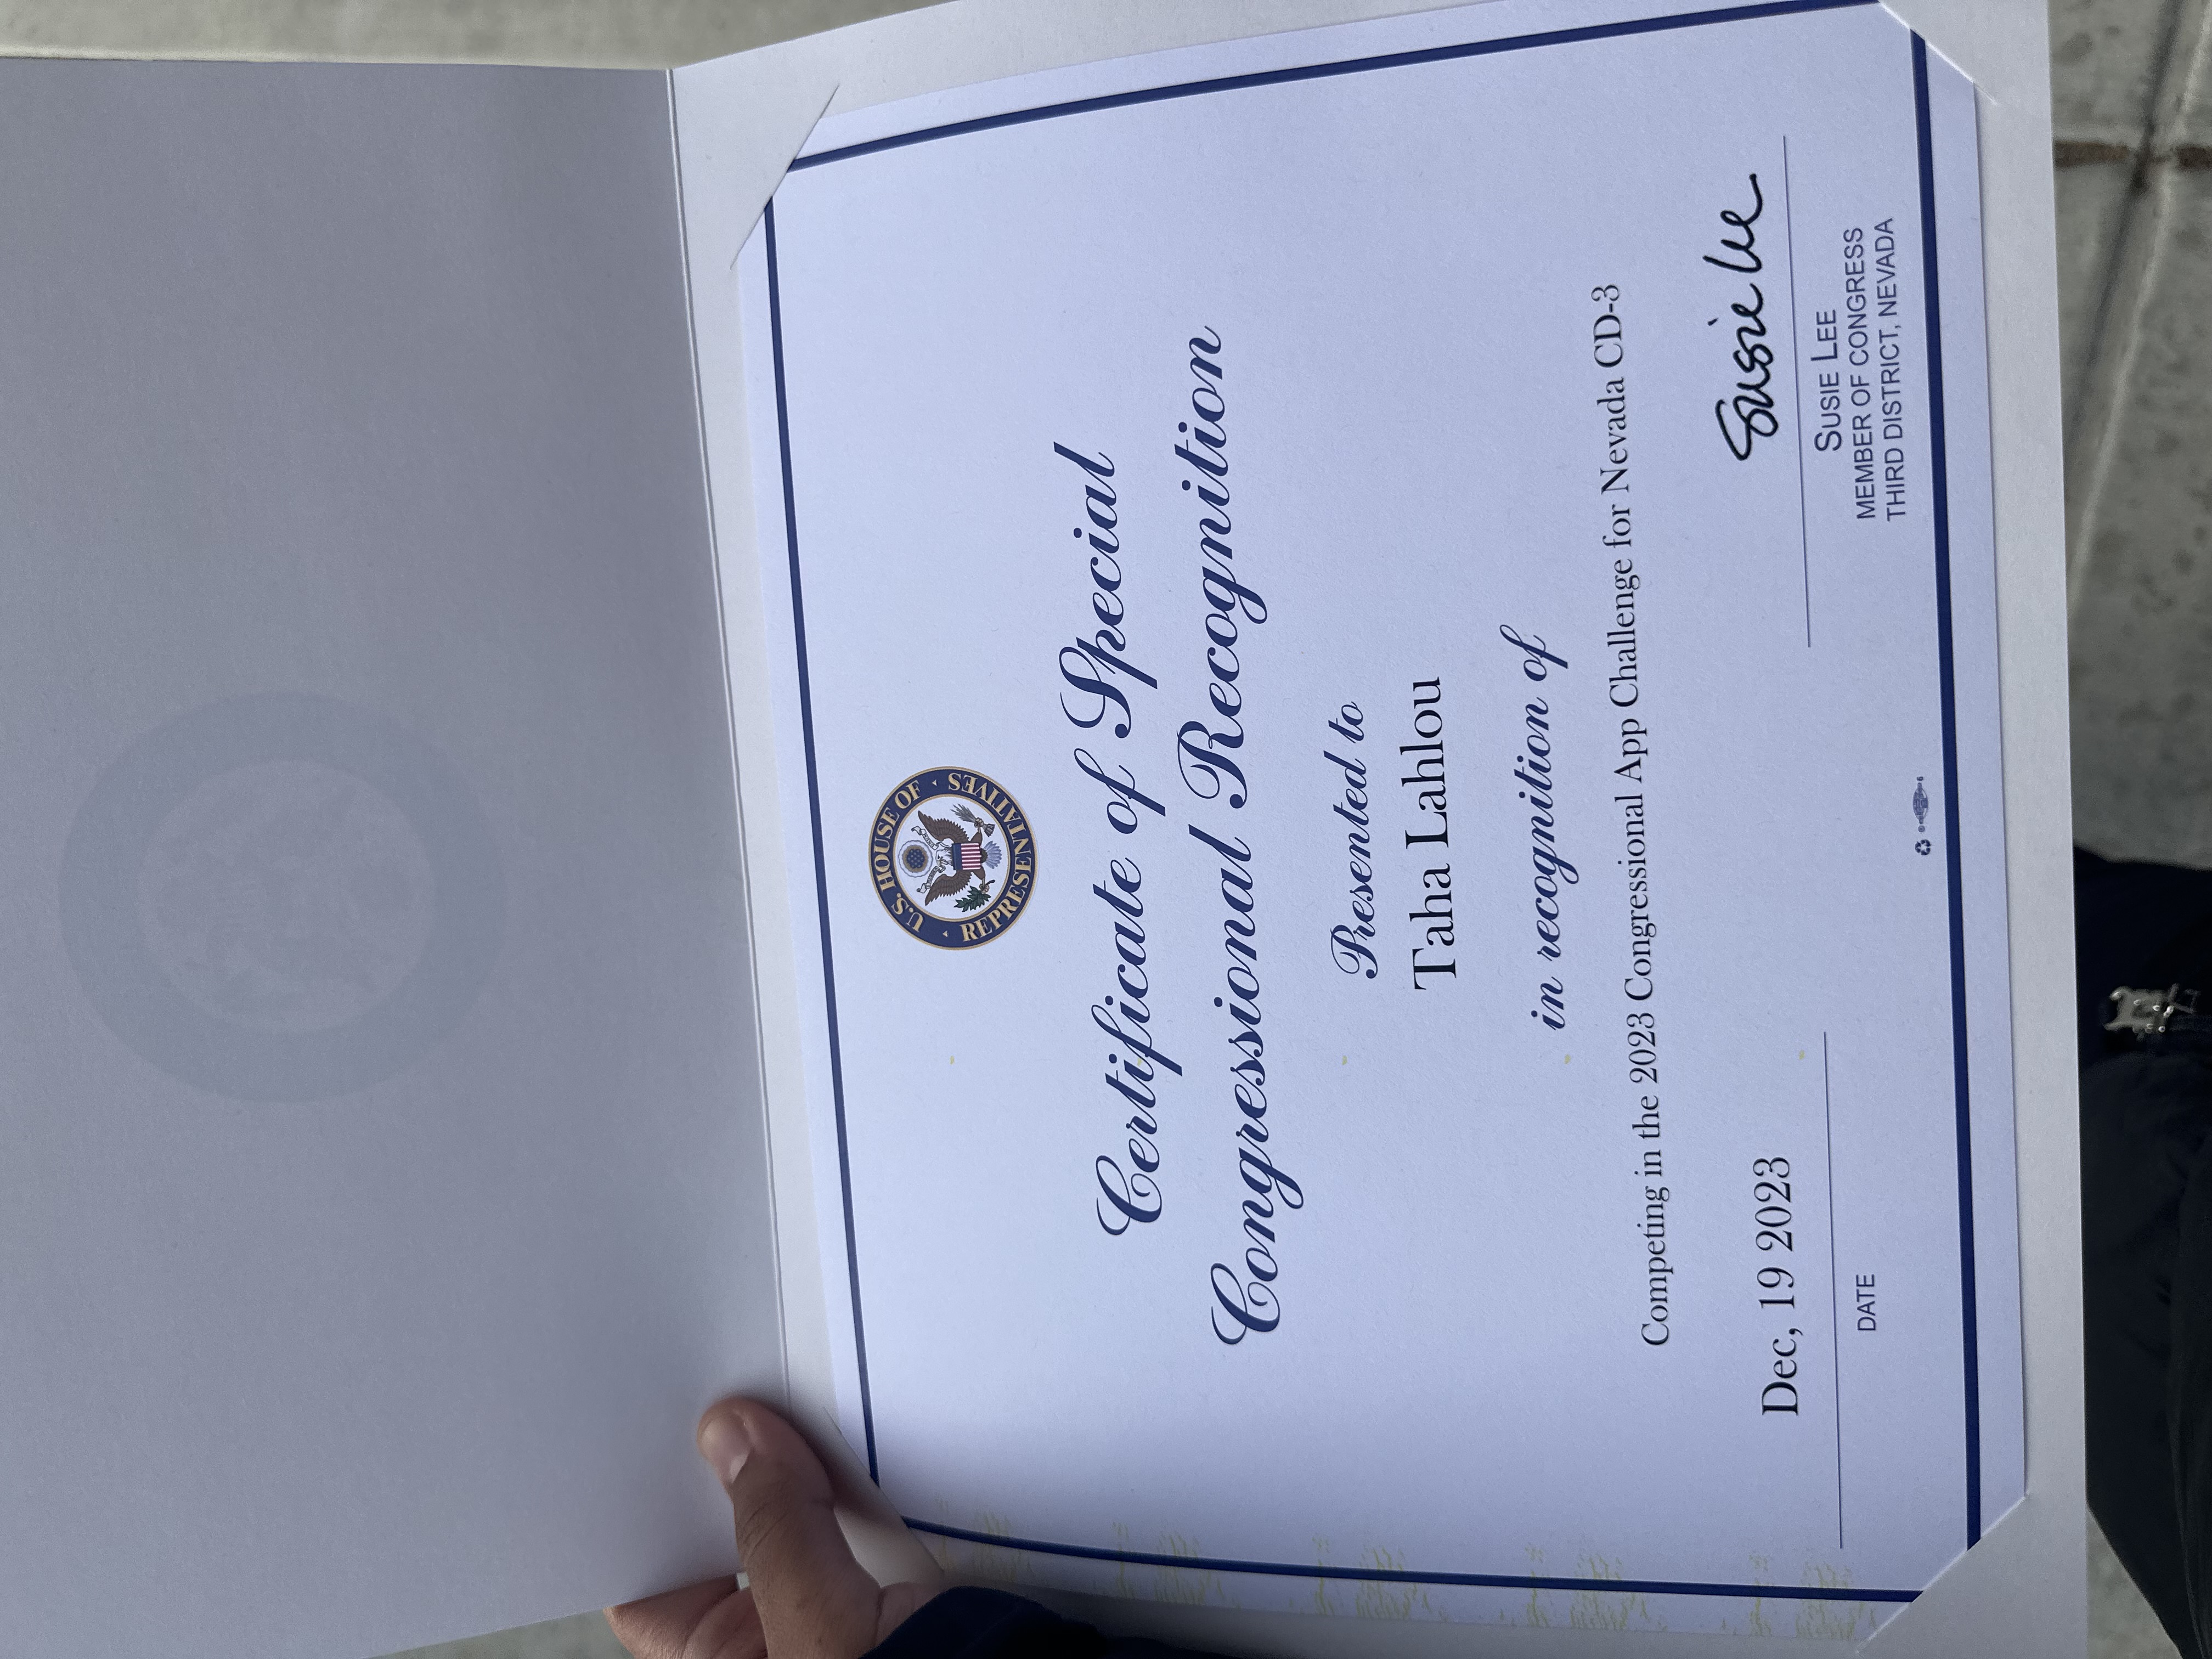 U.S. HOUSE OF
REPRESENTATIVES
Certificate of Special
Congressional Recognition
Presented to
Taha Lahlou
in recognition of
Competing in the 2023 Congressional App Challenge for Nevada CD-3
Dec, 19 2023
DATE
Susie Lee
SUSIE LEE
MEMBER OF CONGRESS
THIRD DISTRICT, NEVADA